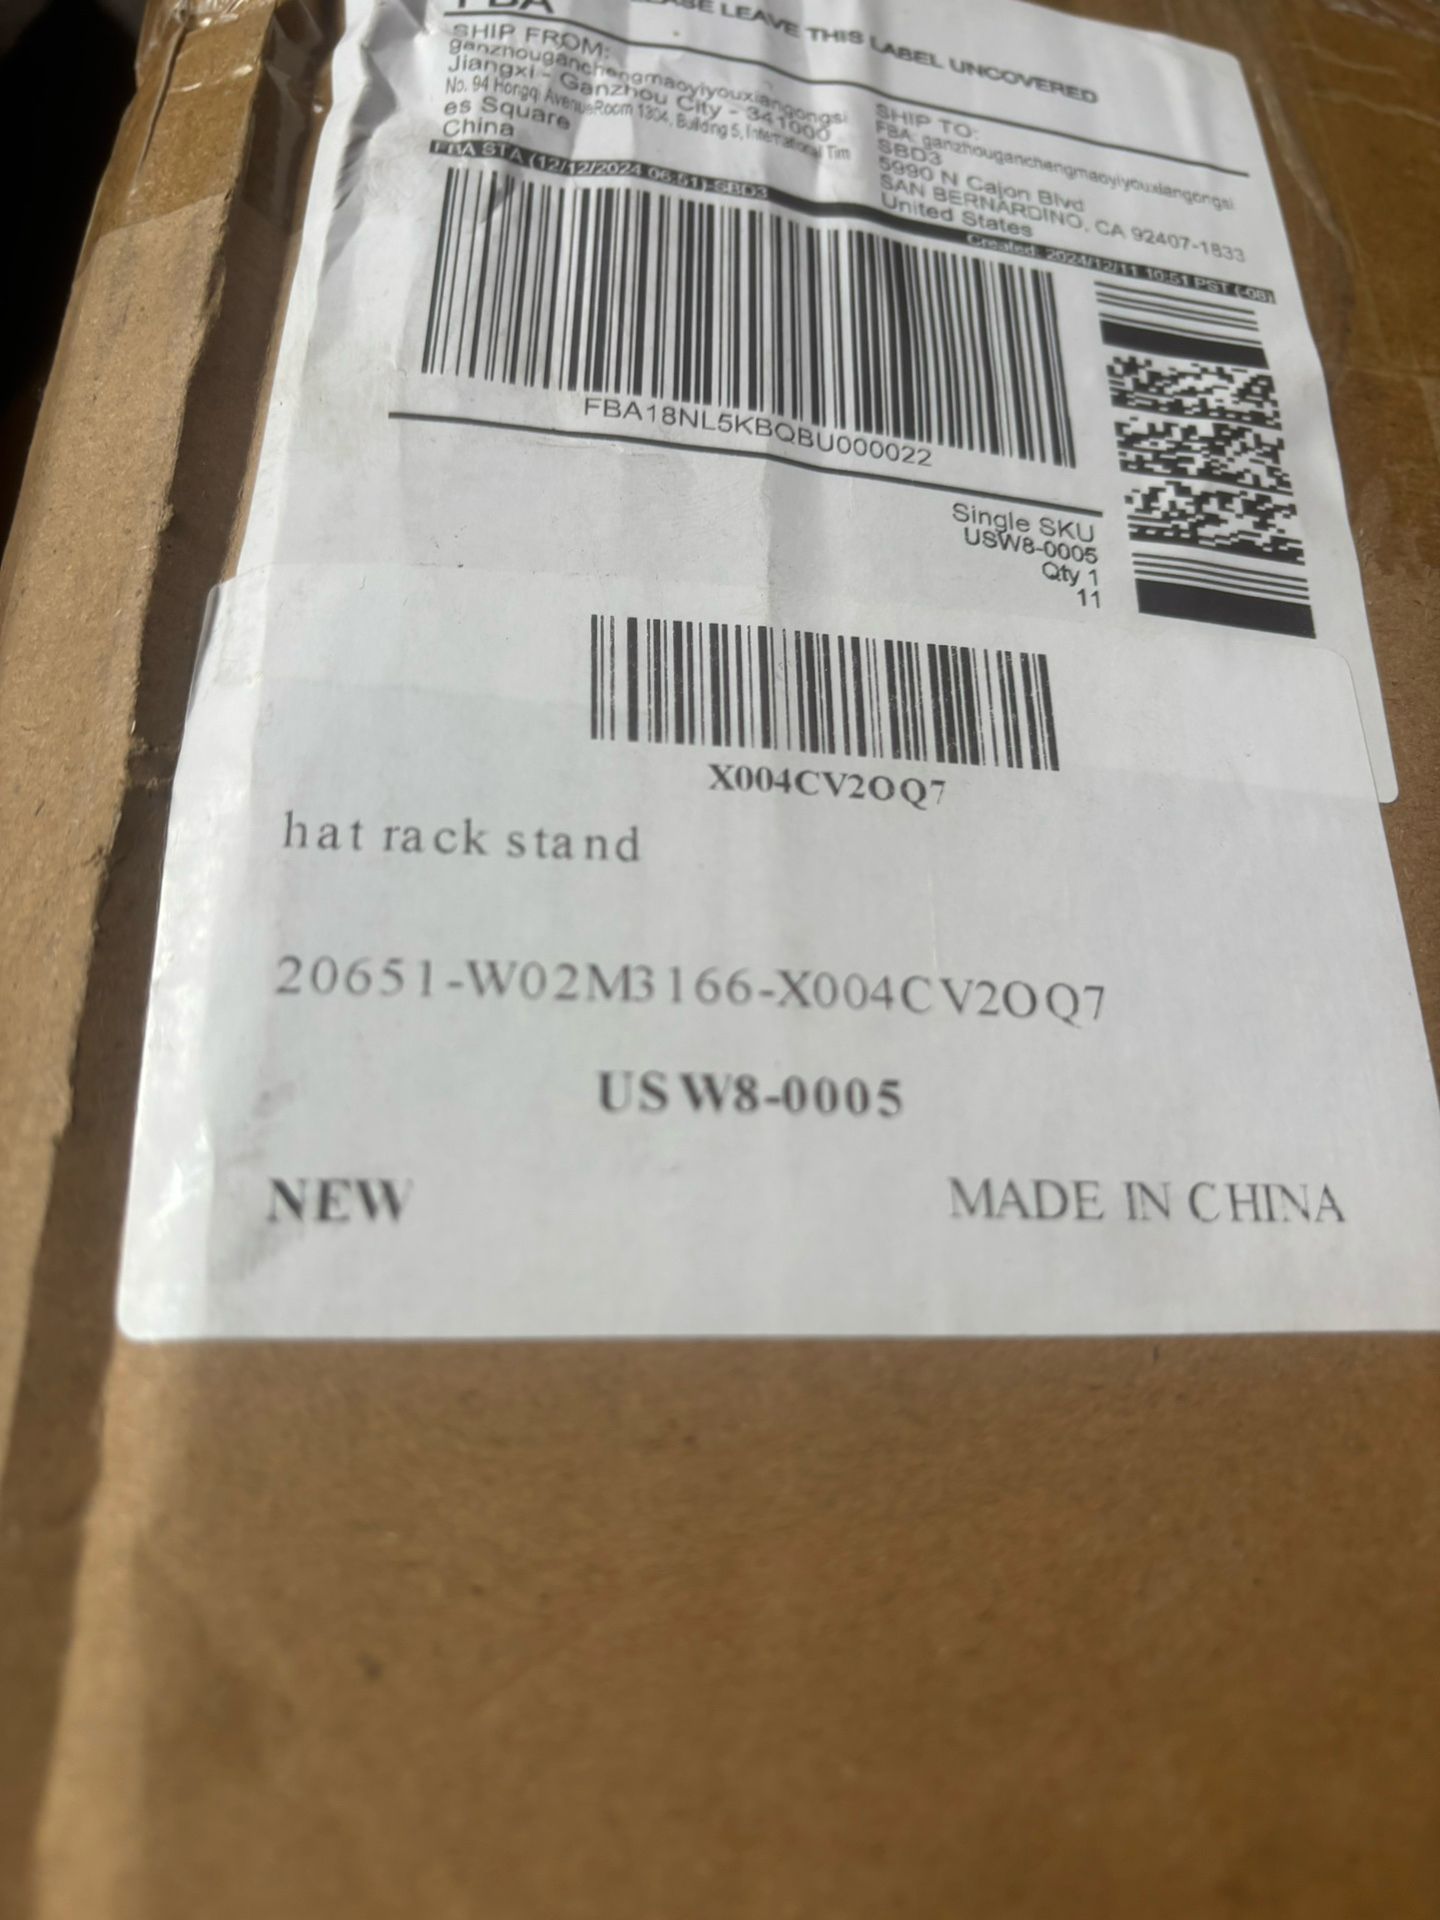 FBA
LEASE LEAVE THIS LABEL UNCOVERED
SHIP FROM:
ganzhouganchengmaoyiyouxiangongsi
Jiangxi - Ganzhou City - 341000
No. 94 Hongq AvenueRoom 1304, Building 5, International Tim
es Square
China
SHIP TO:
FBA: ganzhouganchengmaoyiyouxiangongsi
SBD3
5990 N Cajon Blvd
SAN BERNARDINO, CA 92407-1833
United States
FBA STA (12/12/2024 06:51)-SBD3
Created: 2024/12/11 10:51 PST (-08)
FBA18NL5KBQBU000022
Single SKU
USW8-0005
Qty 1
11
X004CV2OQ7
hat rack stand
20651-W02M3166-X004CV2OQ7
USW8-0005
NEW
MADE IN CHINA